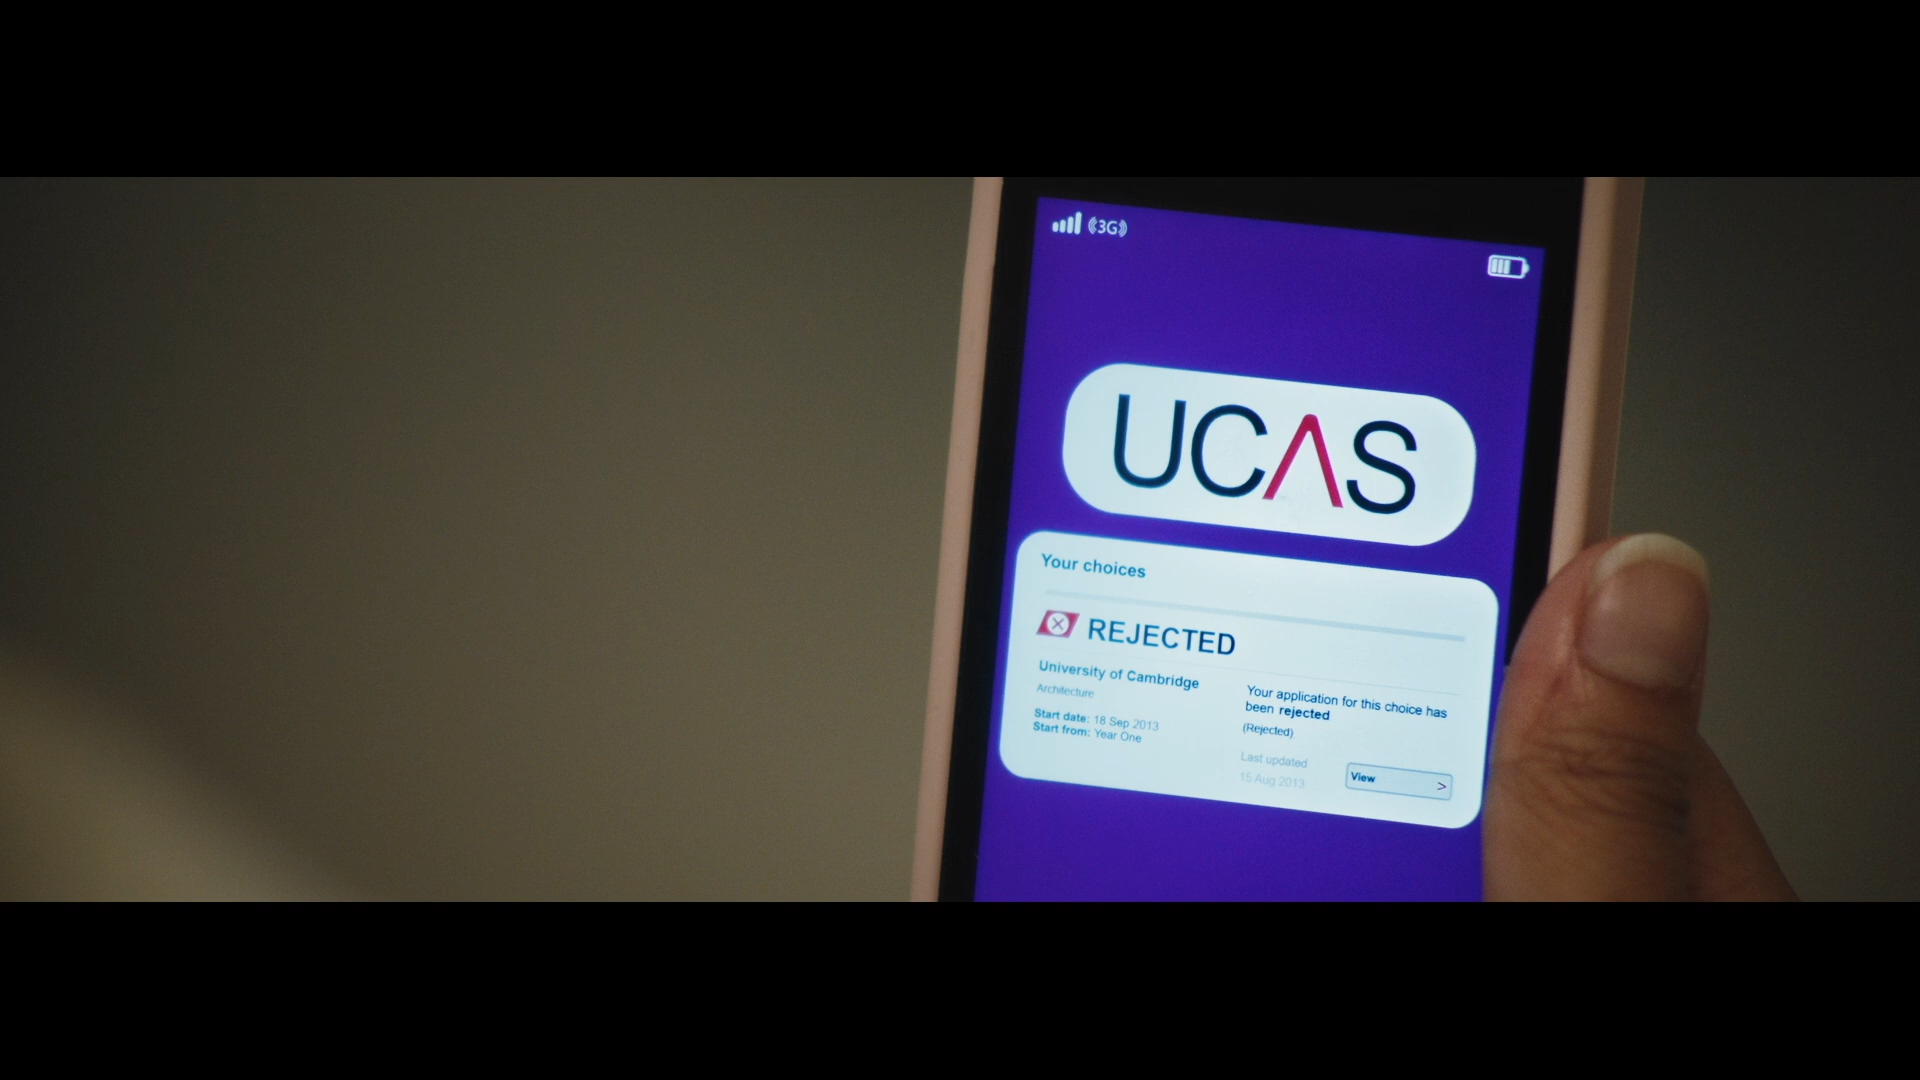 3G
UCAS
Your choices
REJECTED
University of Cambridge
Architecture
Start date: 18 Sep 2013
Start from: Year One
Your application for this choice has
been rejected
(Rejected)
Last updated
15 Aug 2013
View >